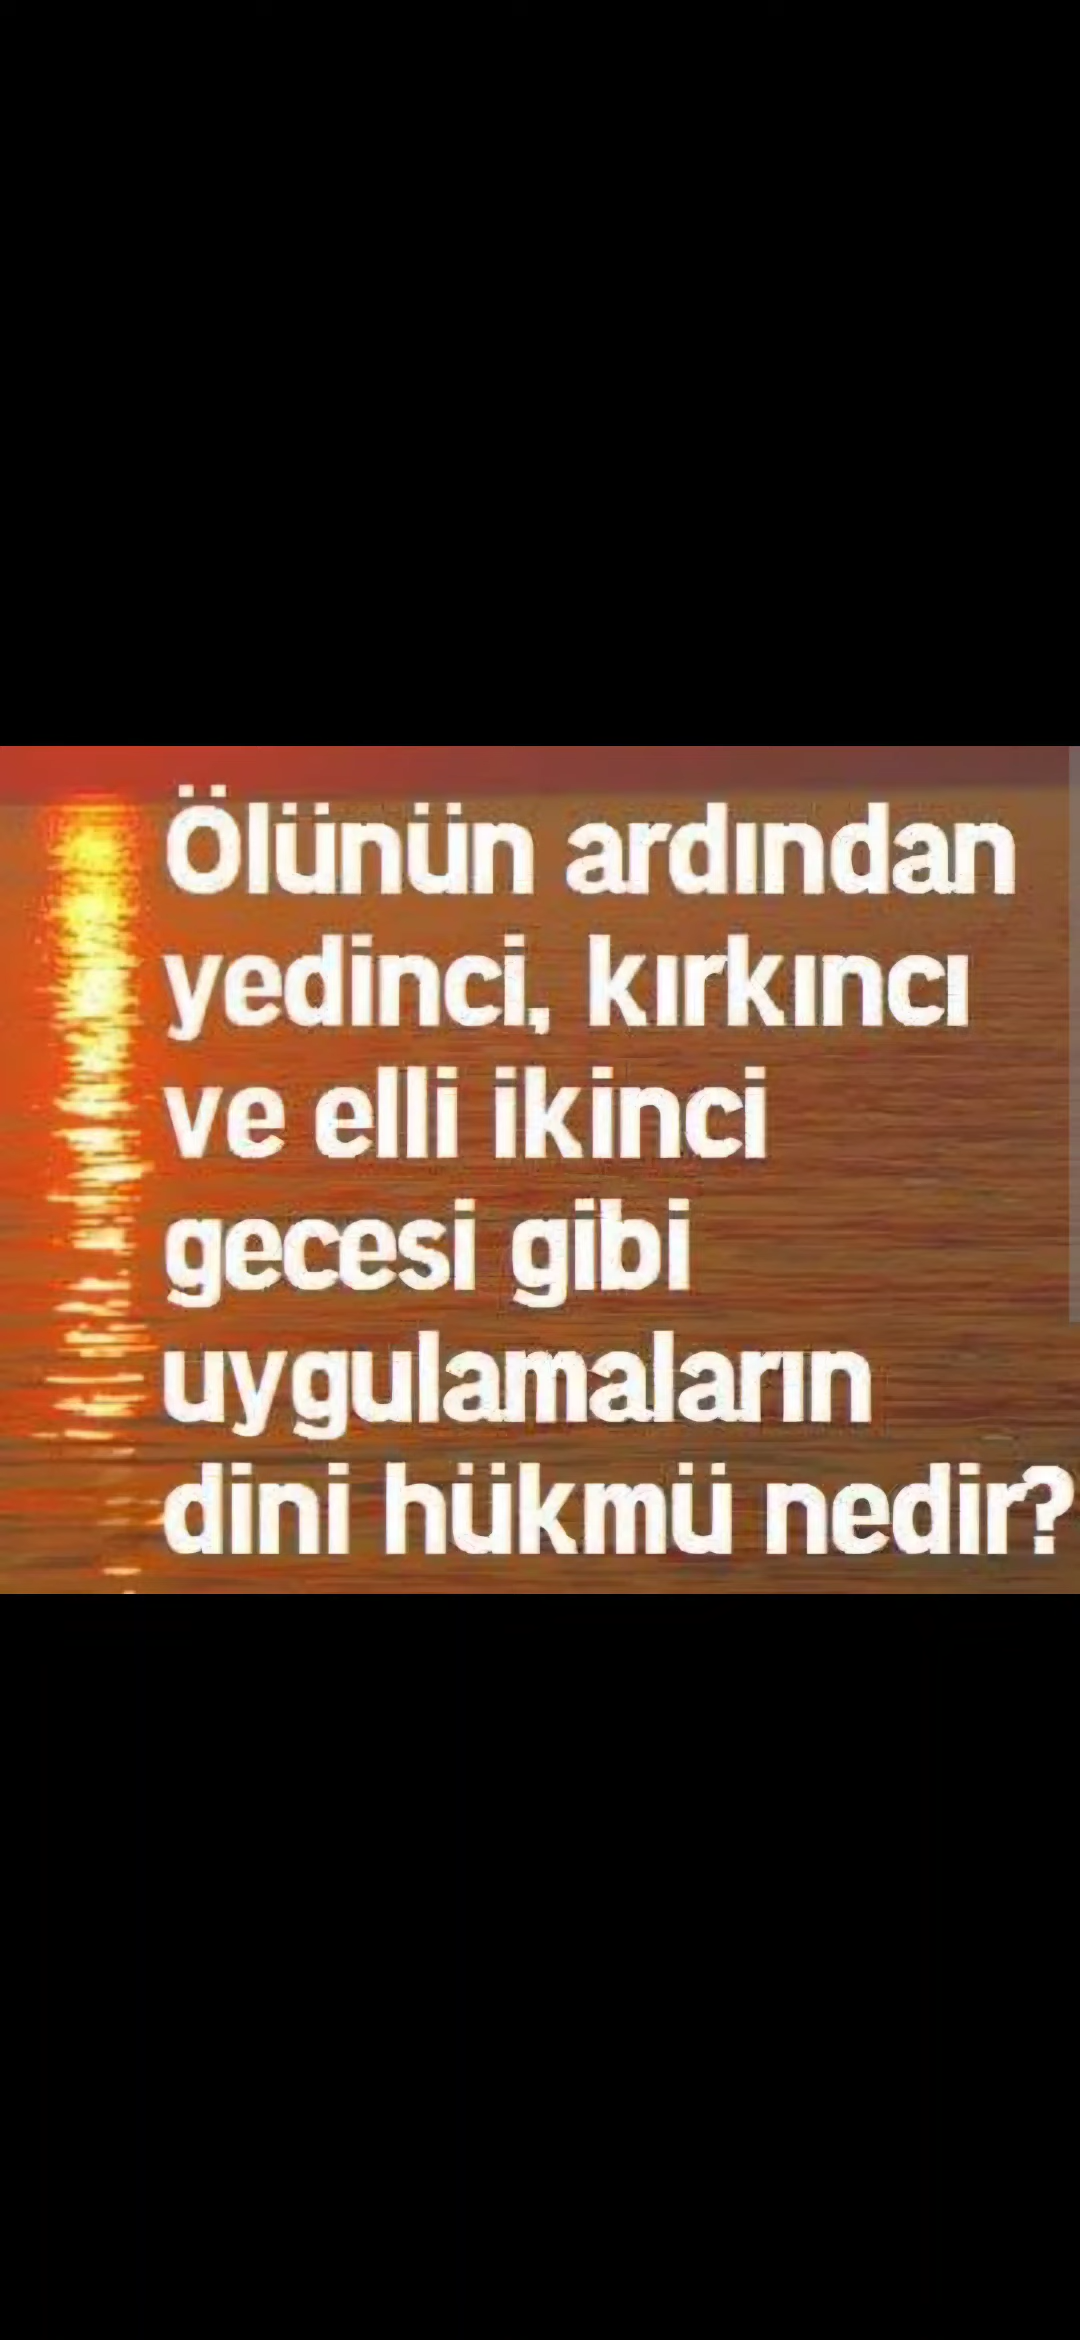 Ölünün ardından
yedinci, kırkıncı
ve elli ikinci
gecesi gibi
uygulamaların
dini hükmü nedir?